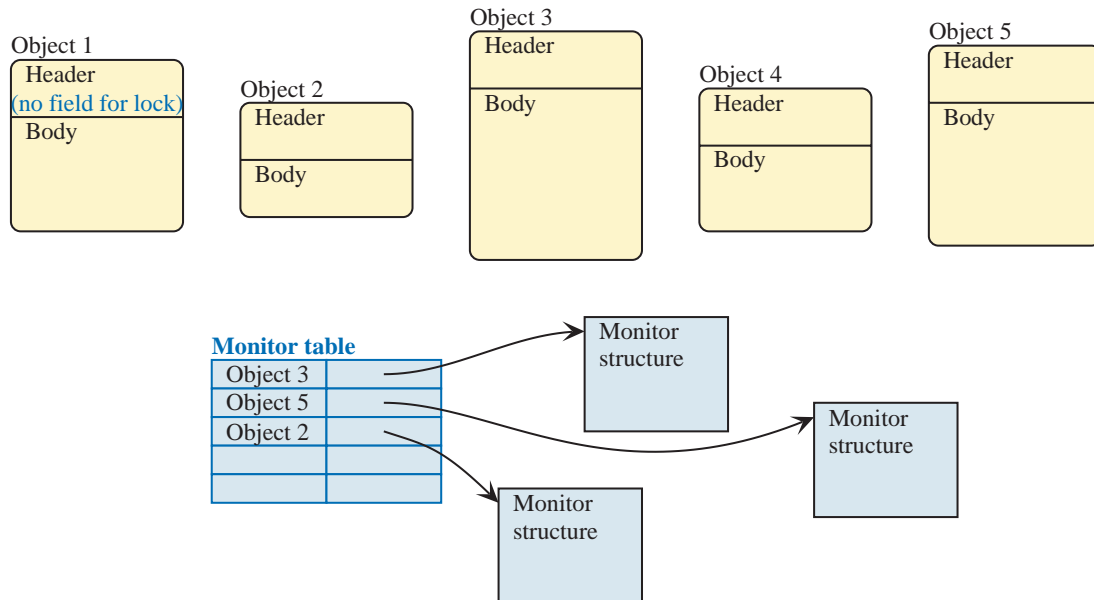 Object 1
Header
(no field for lock)
Body
Object 2
Header
Body
Object 3
Header
Body
Object 4
Header
Body
Object 5
Header
Body
Monitor table
Object 3
Object 5
Object 2
Monitor
structure
Monitor
structure
Monitor
structure